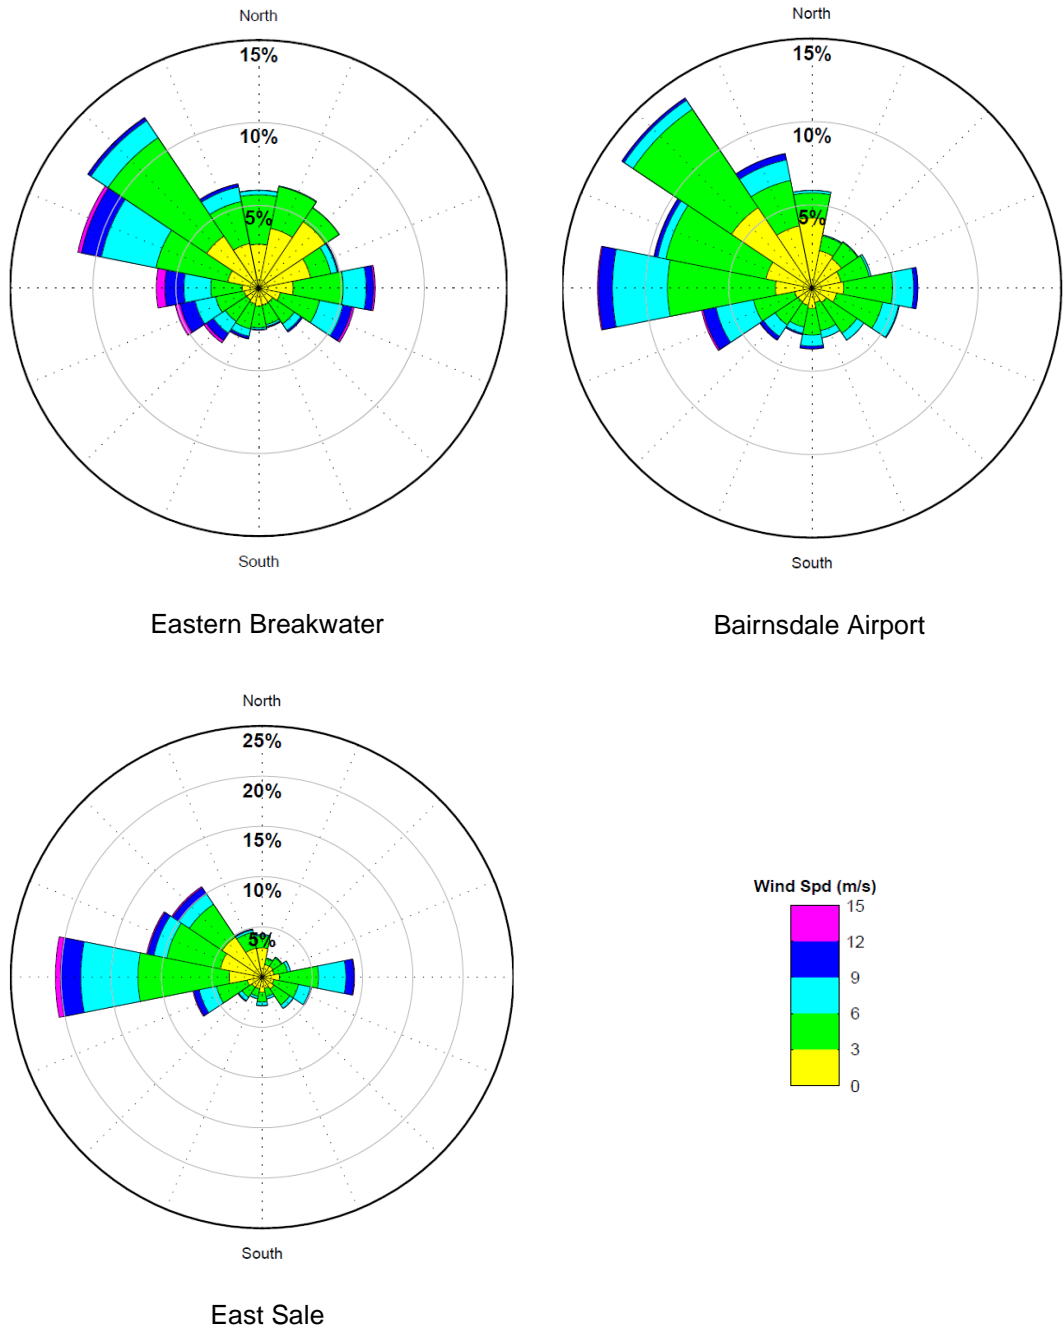 North
15%
10%
5%
South
Eastern Breakwater
North
15%
10%
5%
South
Bairnsdale Airport
North
25%
20%
15%
10%
5%
South
East Sale
Wind Spd (m/s)
15
12
9
6
3
0